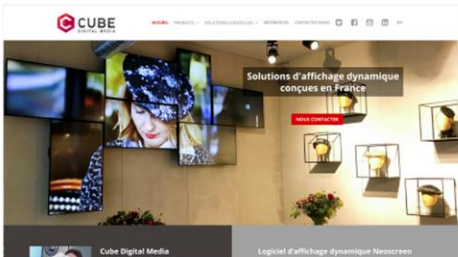 CUBE
DIGITAL MEDIA
ACCUEIL PRODUITS SOLUTIONS LOGICIELLES RÉFÉRENCES CONTACTEZ-NOUS
Solutions d'affichage dynamique
conçues en France
NOUS CONTACTER
Cube Digital Media
Logiciel d'affichage dynamique Neoscreen